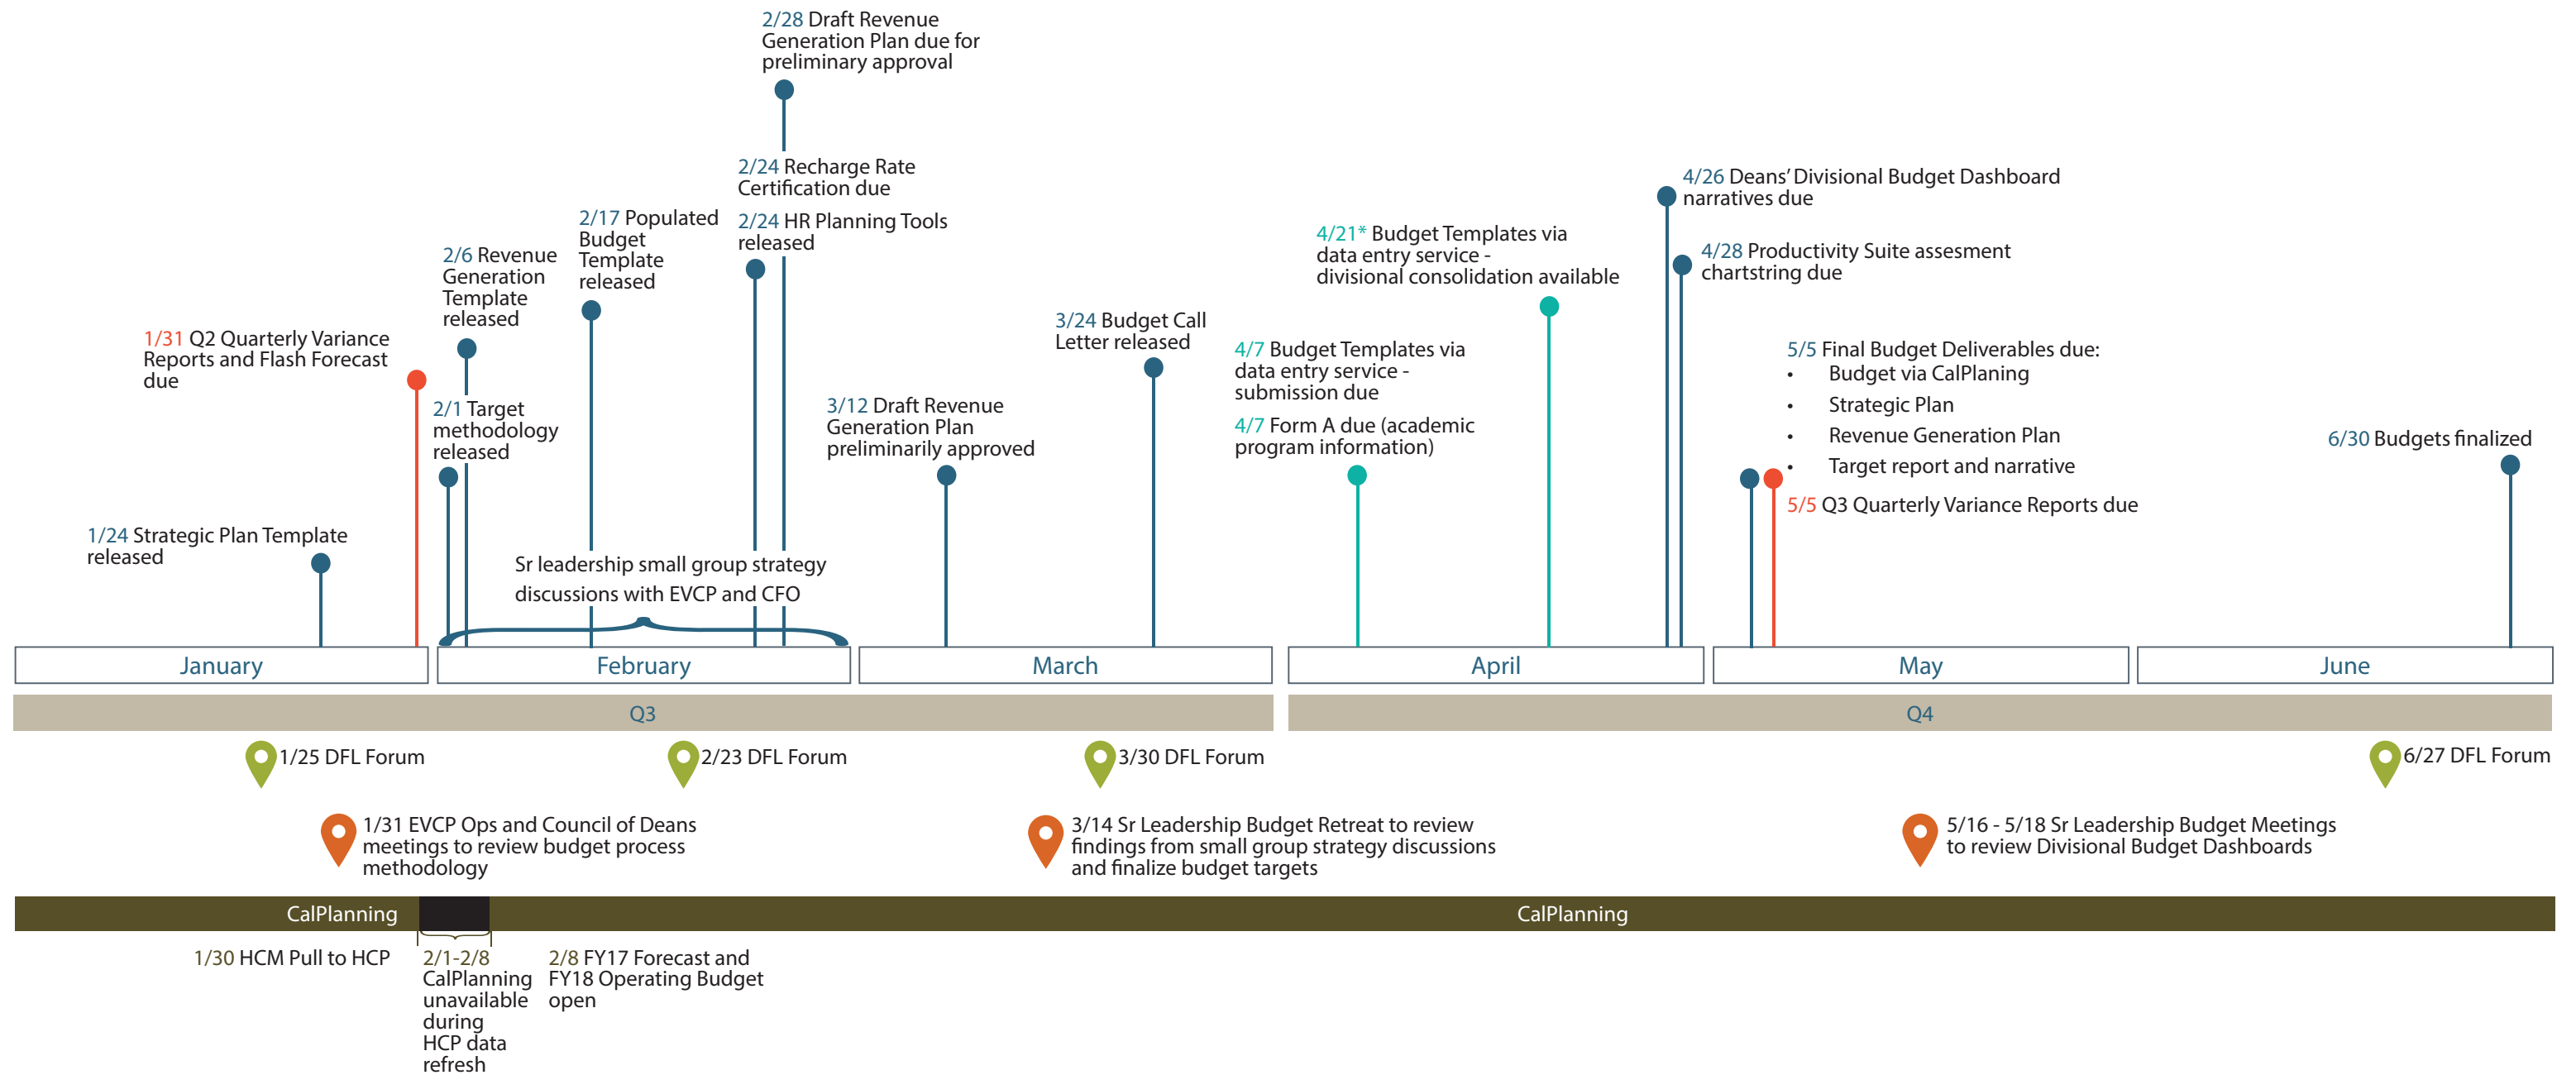 2/28 Draft Revenue
Generation Plan due for
preliminary approval
2/24 Recharge Rate
Certification due
2/24 HR Planning Tools
released
2/17 Populated
Budget
Template
released
2/6 Revenue
Generation
Template
released
1/31 Q2 Quarterly Variance
Reports and Flash Forecast
due
2/1 Target
methodology
released
1/24 Strategic Plan Template
released
Sr leadership small group strategy
discussions with EVCP and CFO
3/12 Draft Revenue
Generation Plan
preliminarily approved
3/24 Budget Call
Letter released
4/21* Budget Templates via
data entry service -
divisional consolidation available
4/7 Budget Templates via
data entry service -
submission due
4/7 Form A due (academic
program information)
4/26 Deans’ Divisional Budget Dashboard
narratives due
4/28 Productivity Suite assesment
chartstring due
5/5 Final Budget Deliverables due:
• Budget via CalPlaning
• Strategic Plan
• Revenue Generation Plan
• Target report and narrative
5/5 Q3 Quarterly Variance Reports due
6/30 Budgets finalized
January
February
March
April
May
June
Q3
Q4
1/25 DFL Forum
2/23 DFL Forum
3/30 DFL Forum
6/27 DFL Forum
1/31 EVCP Ops and Council of Deans
meetings to review budget process
methodology
3/14 Sr Leadership Budget Retreat to review
findings from small group strategy discussions
and finalize budget targets
5/16 - 5/18 Sr Leadership Budget Meetings
to review Divisional Budget Dashboards
CalPlanning
CalPlanning
1/30 HCM Pull to HCP
2/1-2/8
CalPlanning
unavailable
during
HCP data
refresh
2/8 FY17 Forecast and
FY18 Operating Budget
open